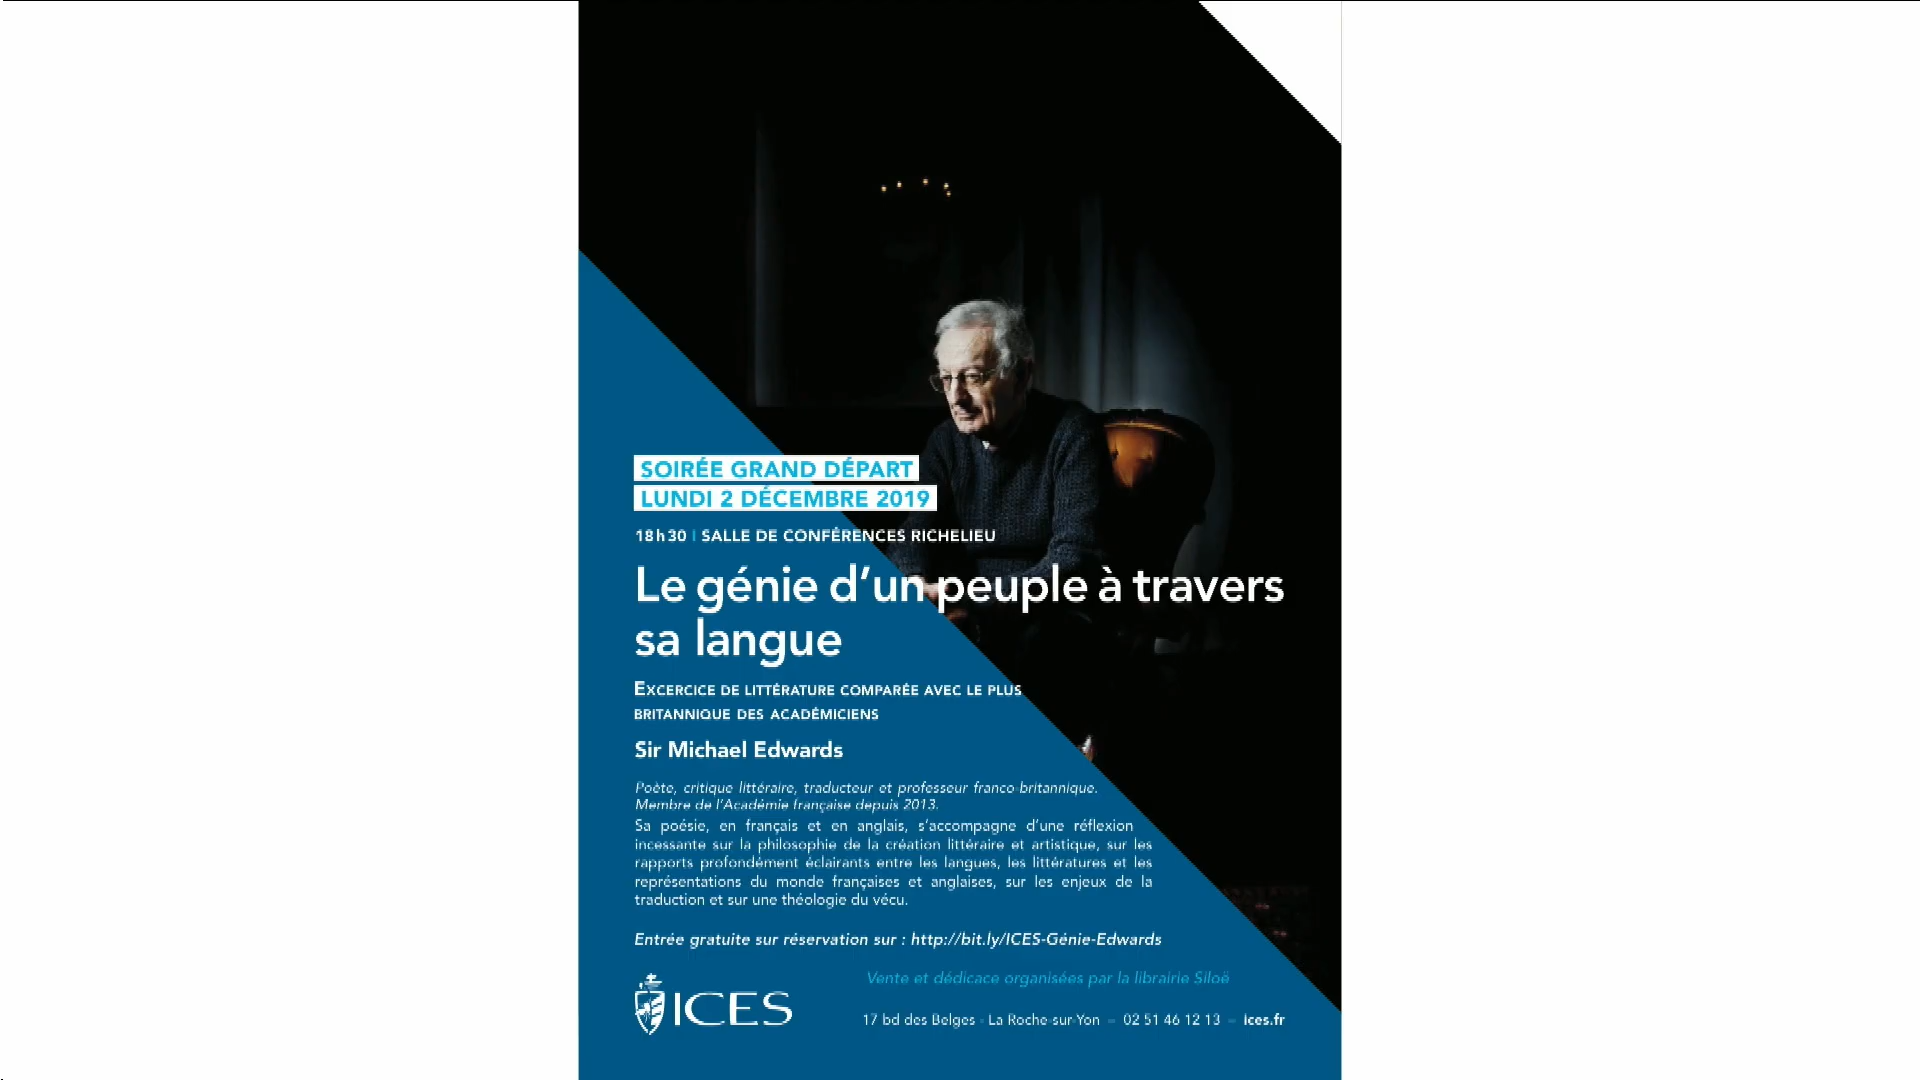 SOIRÉE GRAND DÉPART
LUNDI 2 DÉCEMBRE 2019
18h30 | SALLE DE CONFÉRENCES RICHELIEU
Le génie d'un peuple à travers
sa langue
EXCERCICE DE LITTÉRATURE COMPARÉE AVEC LE PLUS
BRITANNIQUE DES ACADÉMICIENS
Sir Michael Edwards
Poète, critique littéraire, traducteur et professeur franco-britannique.
Membre de l'Académie française depuis 2013.
Sa poésie, en français et en anglais, s'accompagne d'une réflexion
incessante sur la philosophie de la création littéraire et artistique, sur les
rapports profondément éclairants entre les langues, les littératures et les
représentations du monde françaises et anglaises, sur les enjeux de la
traduction et sur une théologie du vécu.
Entrée gratuite sur réservation sur : http://bit.ly/ICES-Génie-Edwards
Vente et dédicace organisées par la librairie Siloë
ICES
17 bd des Belges - La Roche-sur-Yon – 02 51 46 12 13 – ices.fr